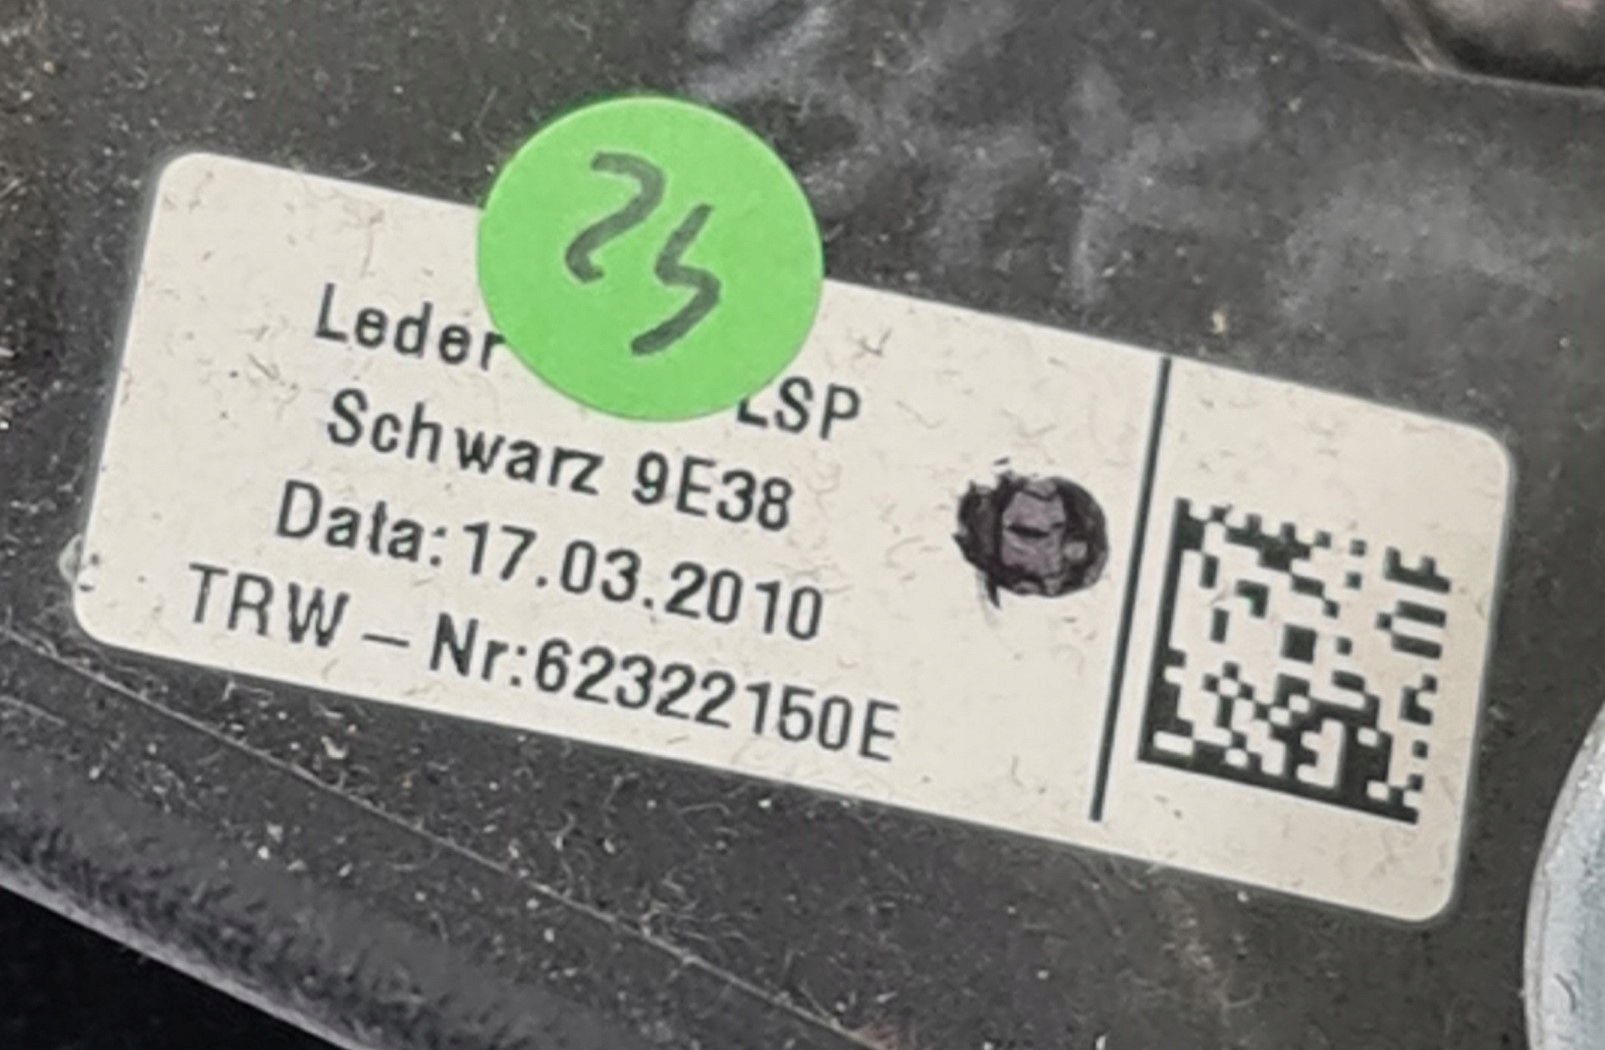 25
Leder LSP
Schwarz 9E38
Data:17.03.2010
TRW – Nr:62322150E